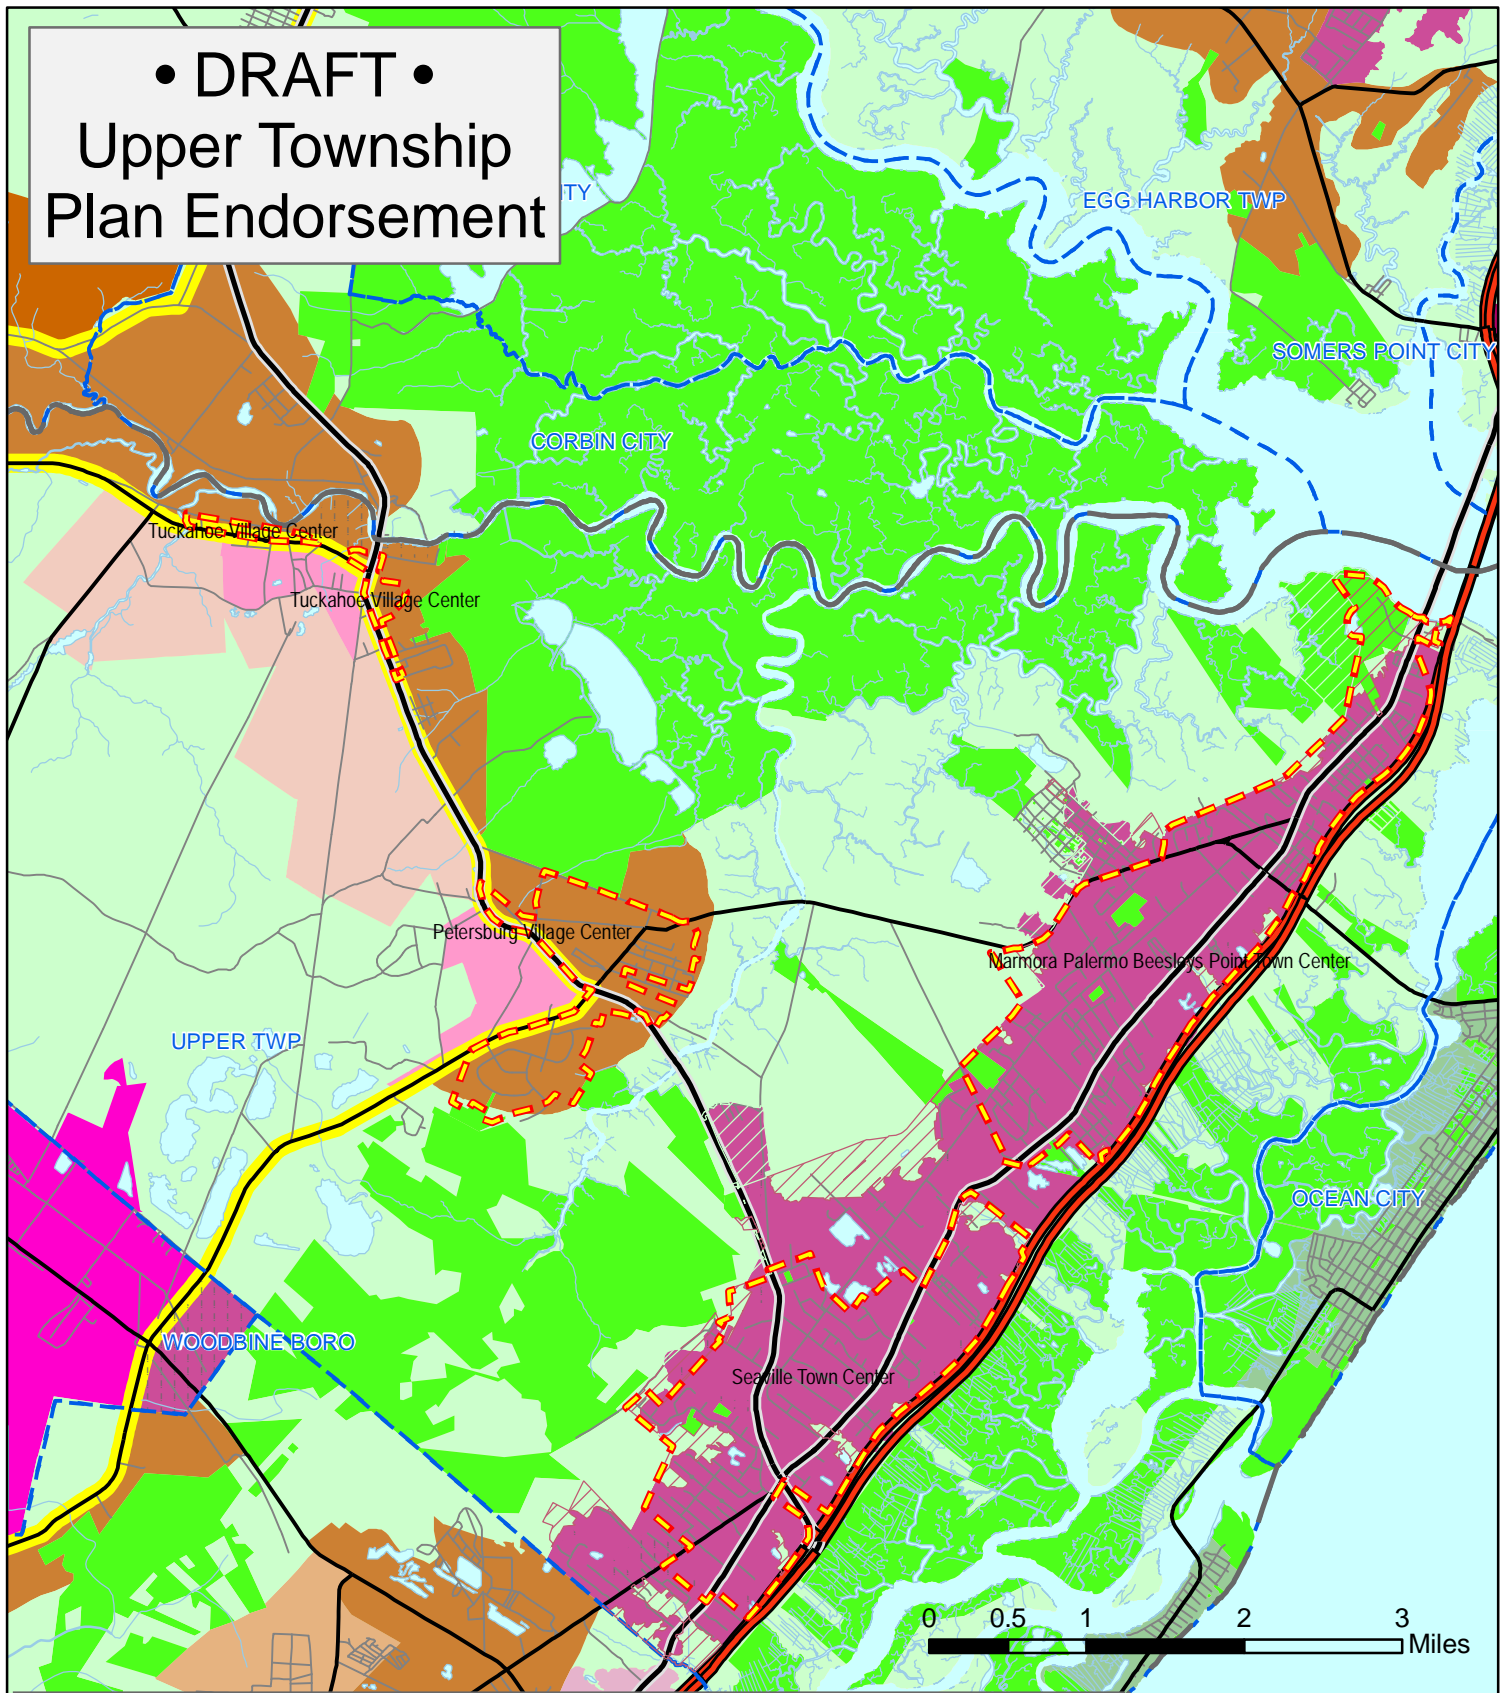 • DRAFT •
Upper Township
Plan Endorsement
EGG HARBOR TWP
SOMERS POINT CITY
CORBIN CITY
Tuckahoe Village Center
Tuckahoe Village Center
Petersburg Village Center
Marmora Palermo Beesleys Point Town Center
UPPER TWP
OCEAN CITY
WOODBINE BORO
Seaville Town Center
0 0.5 1 2 3
Miles